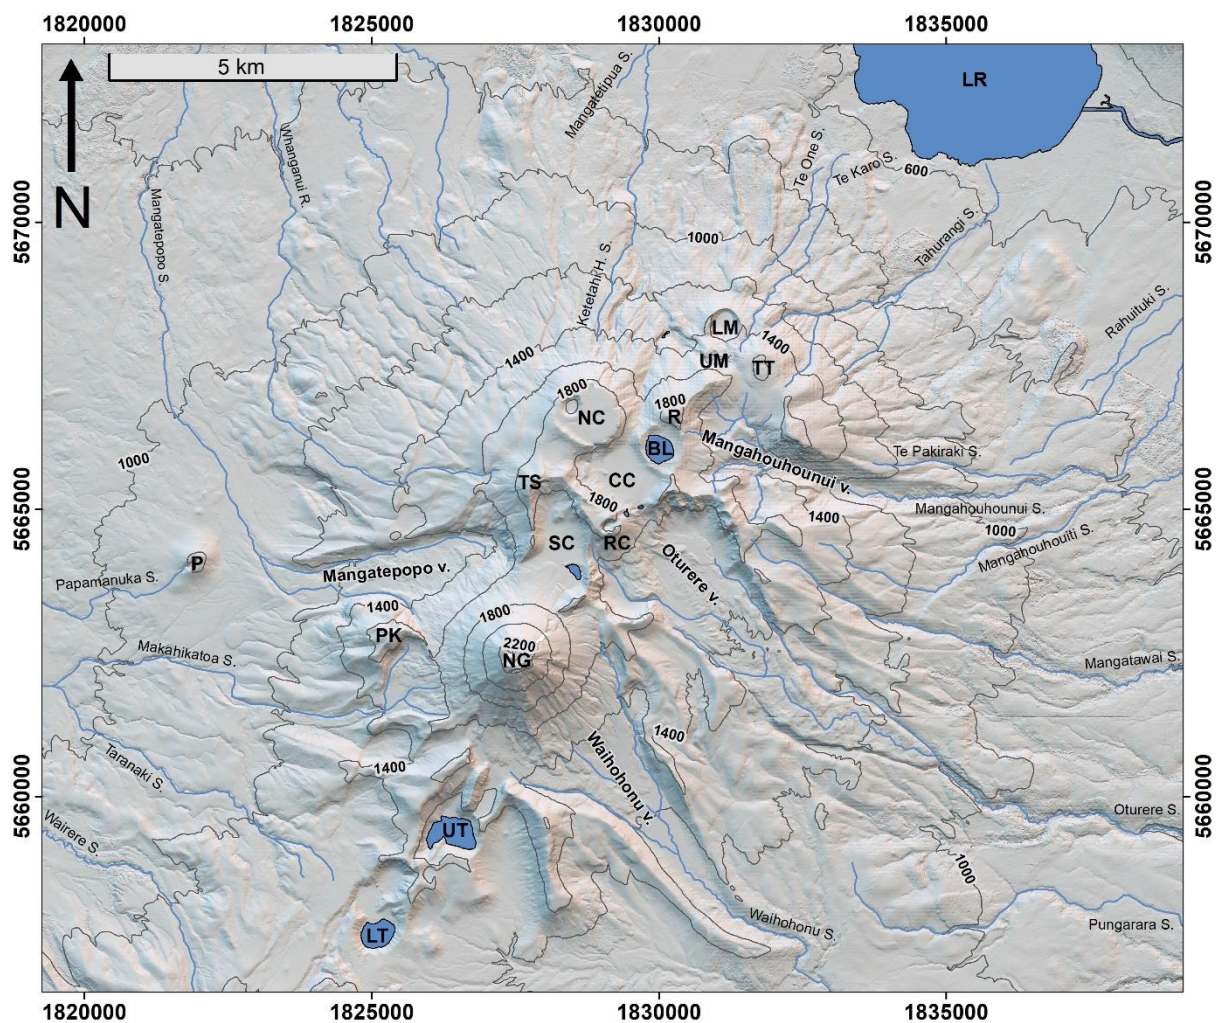 1820000 1825000 1830000 1835000
5 km
N
LR
Mangatetipua S.
Te One S.
Te Karo S.
600
Whanganui R.
Mangatepopo S
5670000 5670000
1000
Tahurangi S.
Ketetahi H. S.
Rahuituki S.
LM
1400
UM
TT
1400
1800
1800
NC
R
BL
Mangahouhounui v.
Te Pakiraki S.
1000
TS
CC
1800
5665000 5665000
Mangahouhounui S.
1400
1000
SC
RC
Mangahouhouiti S.
P
Mangatepopo v.
Oturere v.
Papamanuka S.
1400
1800
PK
2200
NG
Makahikatoa S.
Mangatawai S.
1400
Waihohonu v.
Taranaki S.
1400
5660000 5660000
Oturere S.
Wairere S.
UT
1000
LT
Waihohonu S.
Pungarara S.
1820000 1825000 1830000 1835000